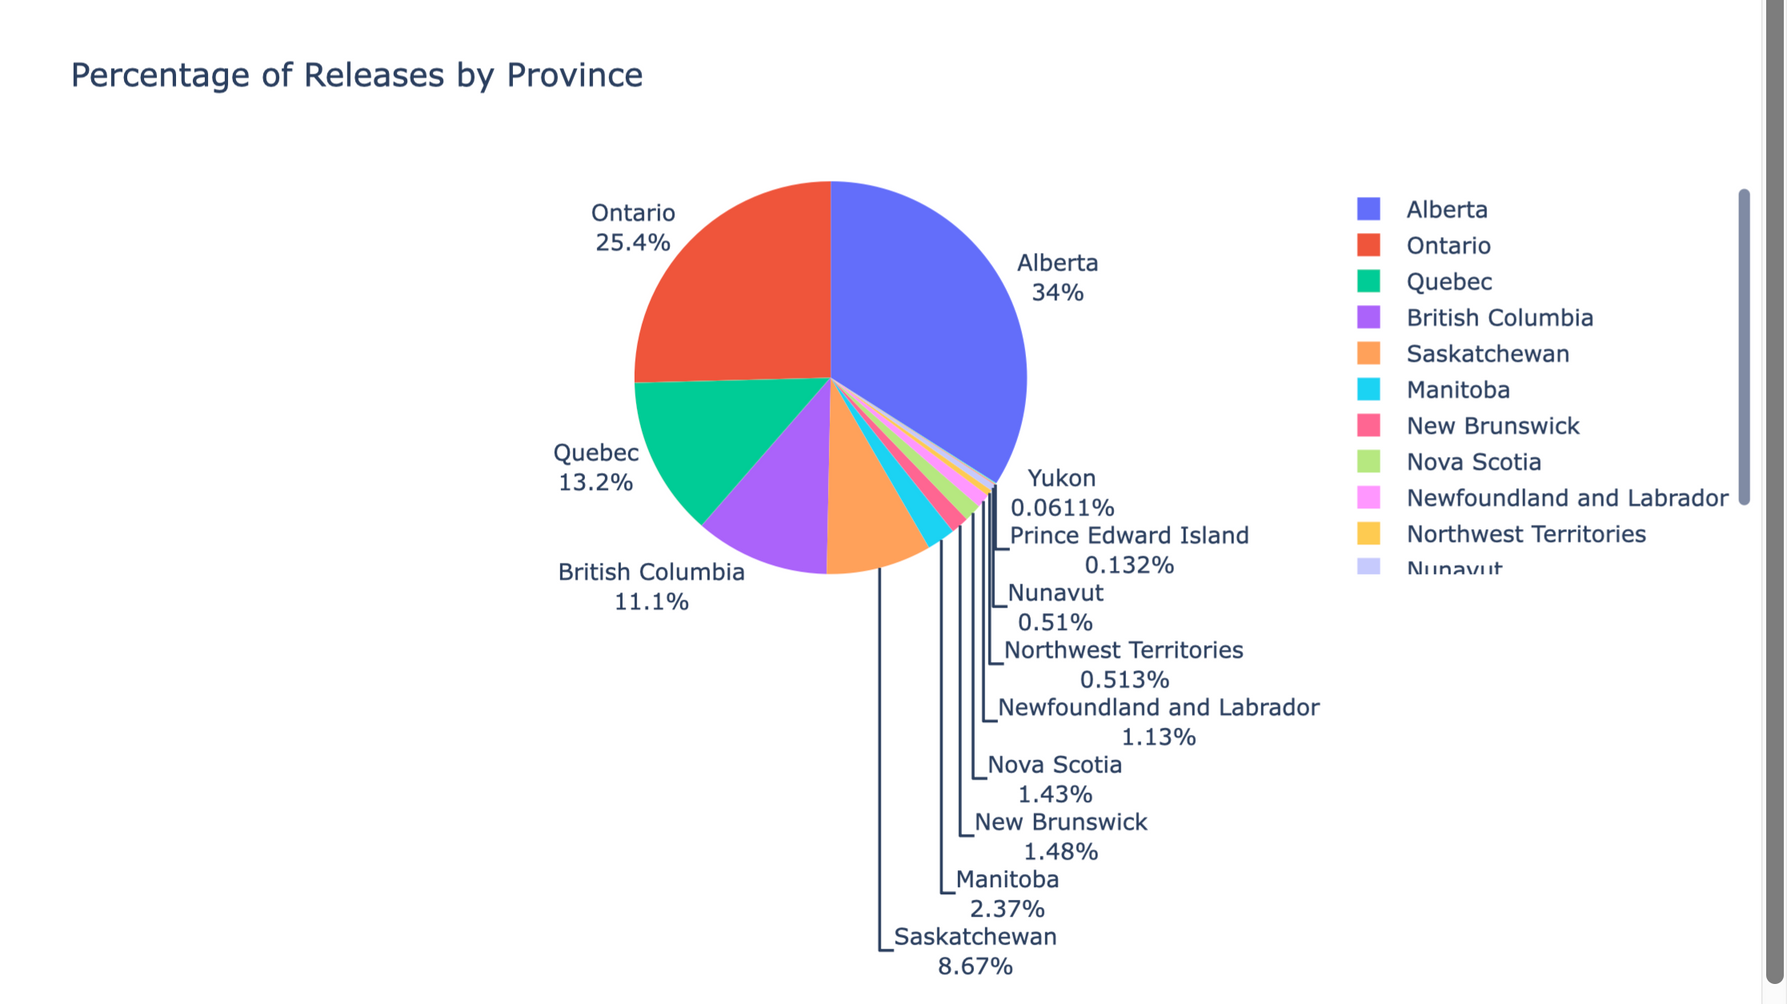 Percentage of Releases by Province
Ontario
25.4%
Alberta
34%
Quebec
13.2%
British Columbia
11.1%
Yukon
0.0611%
Prince Edward Island
0.132%
Nunavut
0.51%
Northwest Territories
0.513%
Newfoundland and Labrador
1.13%
Nova Scotia
1.43%
New Brunswick
1.48%
Manitoba
2.37%
Saskatchewan
8.67%
Alberta
Ontario
Quebec
British Columbia
Saskatchewan
Manitoba
New Brunswick
Nova Scotia
Newfoundland and Labrador
Northwest Territories
Nunavut